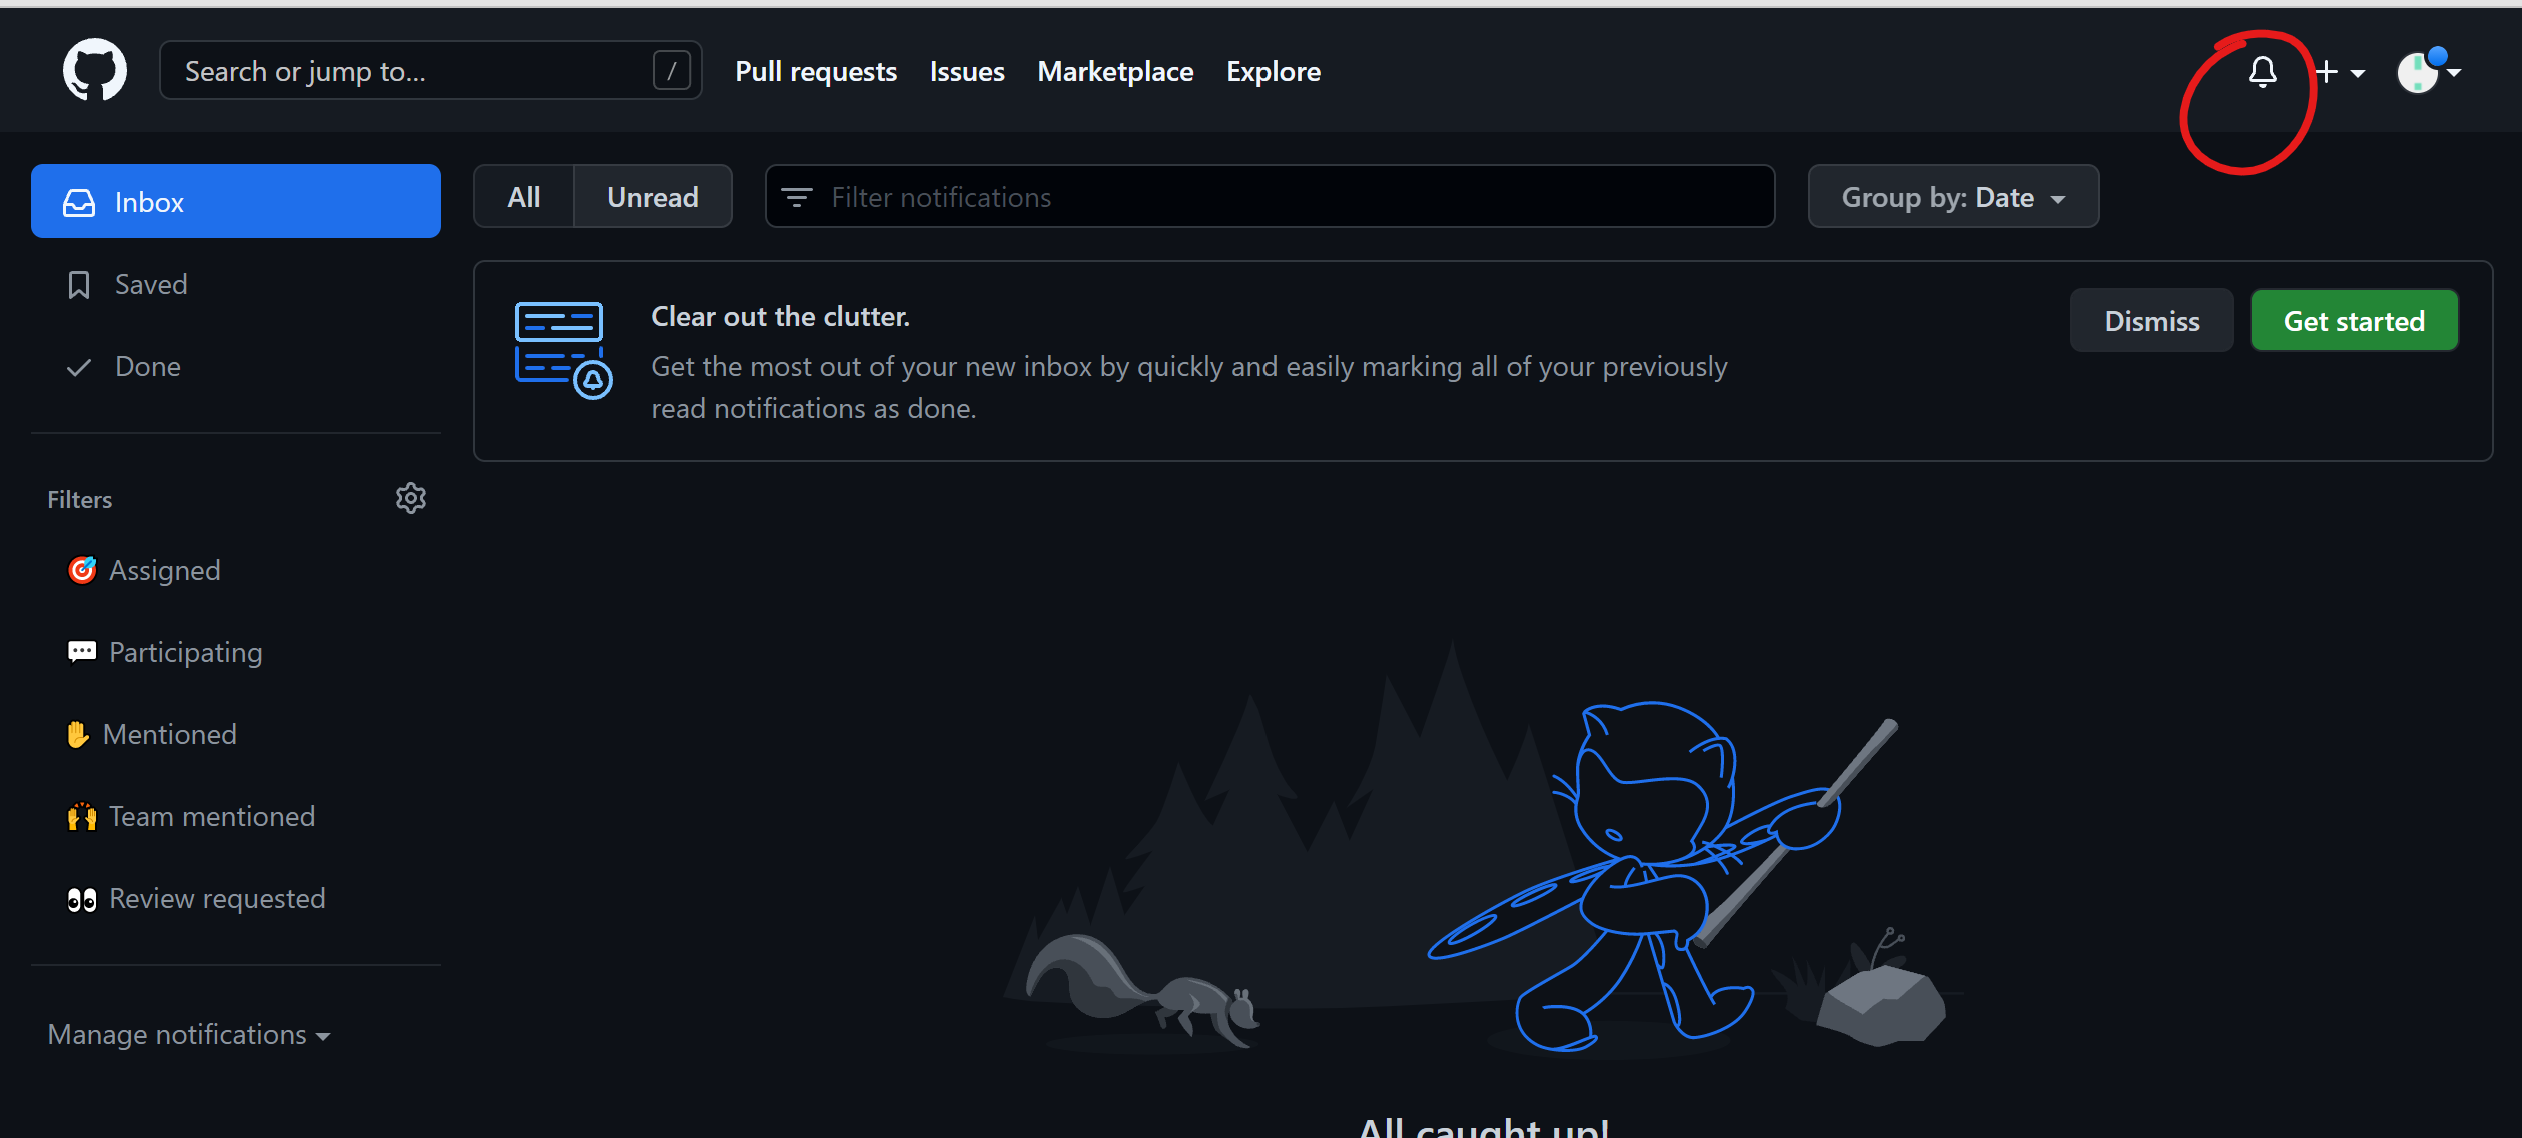 Search or jump to... /
Pull requests Issues Marketplace Explore
Inbox
Saved
Done
Filters
Assigned
Participating
Mentioned
Team mentioned
Review requested
Manage notifications
All Unread
Filter notifications
Group by: Date
Clear out the clutter.
Get the most out of your new inbox by quickly and easily marking all of your previously
read notifications as done.
Dismiss Get started
All caught up!